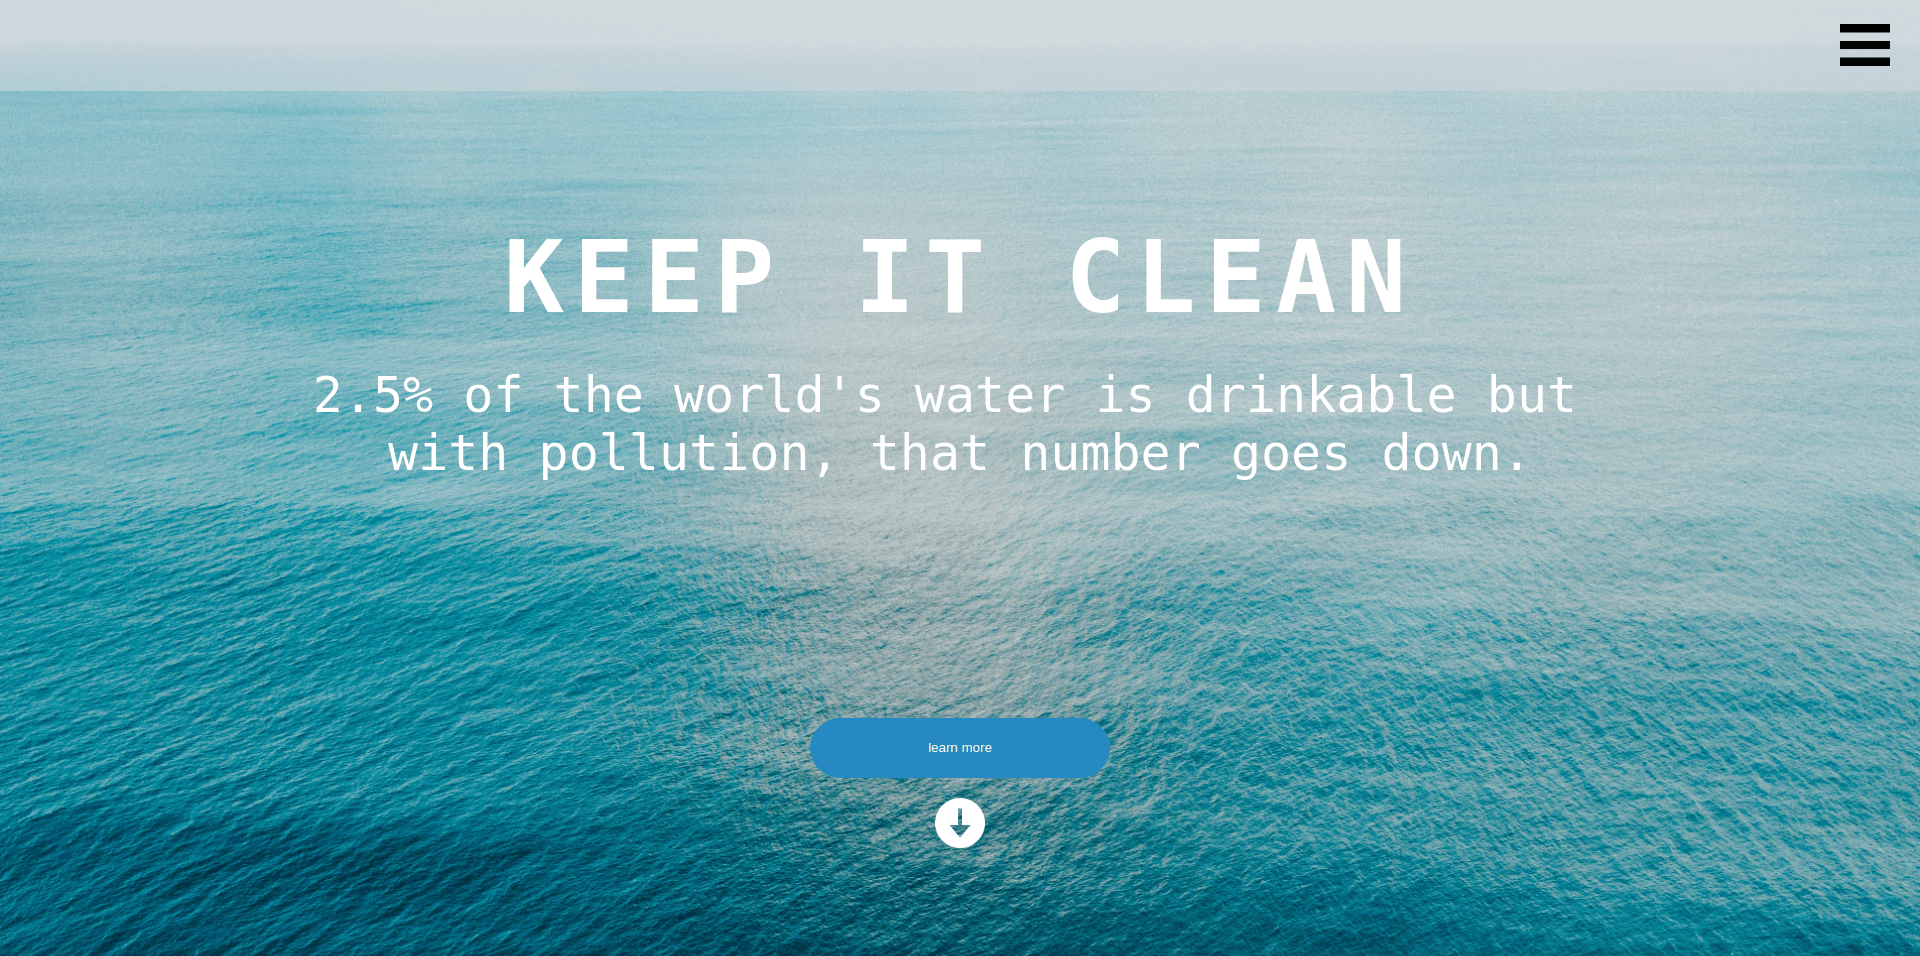 KEEP IT CLEAN
2.5% of the world's water is drinkable but
with pollution, that number goes down.
learn more